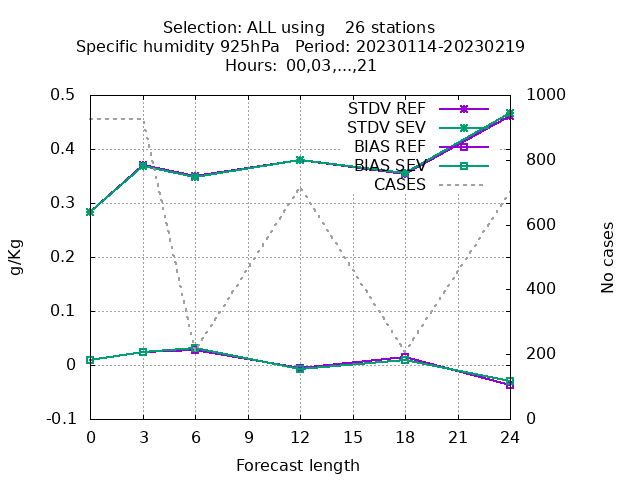 Selection: ALL using    26 stations
Specific humidity 925hPa   Period: 20230114-20230219
Hours: 00,03,...,21
STDV REF
STDV SEV
BIAS REF
BIAS SEV
CASES
0.5
0.4
0.3
0.2
0.1
0
-0.1
1000
800
600
400
200
0
g/Kg
No cases
0 3 6 9 12 15 18 21 24
Forecast length